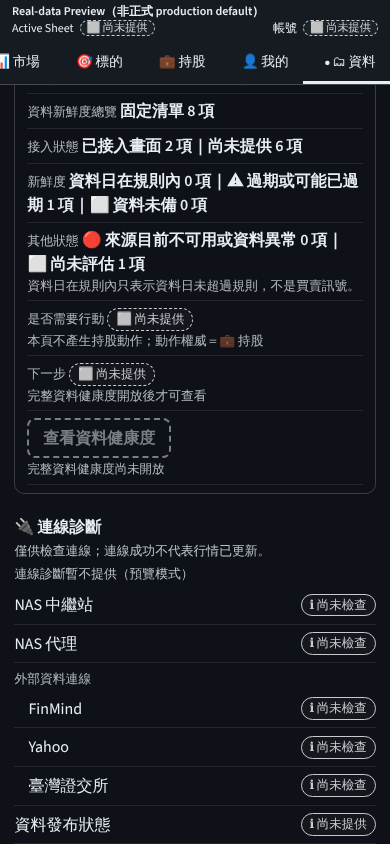 Real-data Preview（非正式 production default）
Active Sheet ⬜ 尚未提供 帳號 ⬜ 尚未提供
📊 市場 🎯 標的 💼 持股 👤 我的 • 🗂 資料
資料新鮮度總覽 固定清單 8 項
接入狀態 已接入畫面 2 項｜尚未提供 6 項
新鮮度 資料日在規則內 0 項｜⚠ 過期或可能已過
期 1 項｜⬜ 資料未備 0 項
其他狀態 🔴 來源目前不可用或資料異常 0 項｜
⬜ 尚未評估 1 項
資料日在規則內只表示資料日未超過規則，不是買賣訊號。
是否需要行動 ⬜ 尚未提供
本頁不產生持股動作；動作權威＝💼 持股
下一步 ⬜ 尚未提供
完整資料健康度開放後才可查看
查看資料健康度
完整資料健康度尚未開放
🔌 連線診斷
僅供檢查連線；連線成功不代表行情已更新。
連線診斷暫不提供（預覽模式）
NAS 中繼站 ℹ 尚未檢查
NAS 代理 ℹ 尚未檢查
外部資料連線
FinMind ℹ 尚未檢查
Yahoo ℹ 尚未檢查
臺灣證交所 ℹ 尚未檢查
資料發布狀態 ℹ 尚未提供